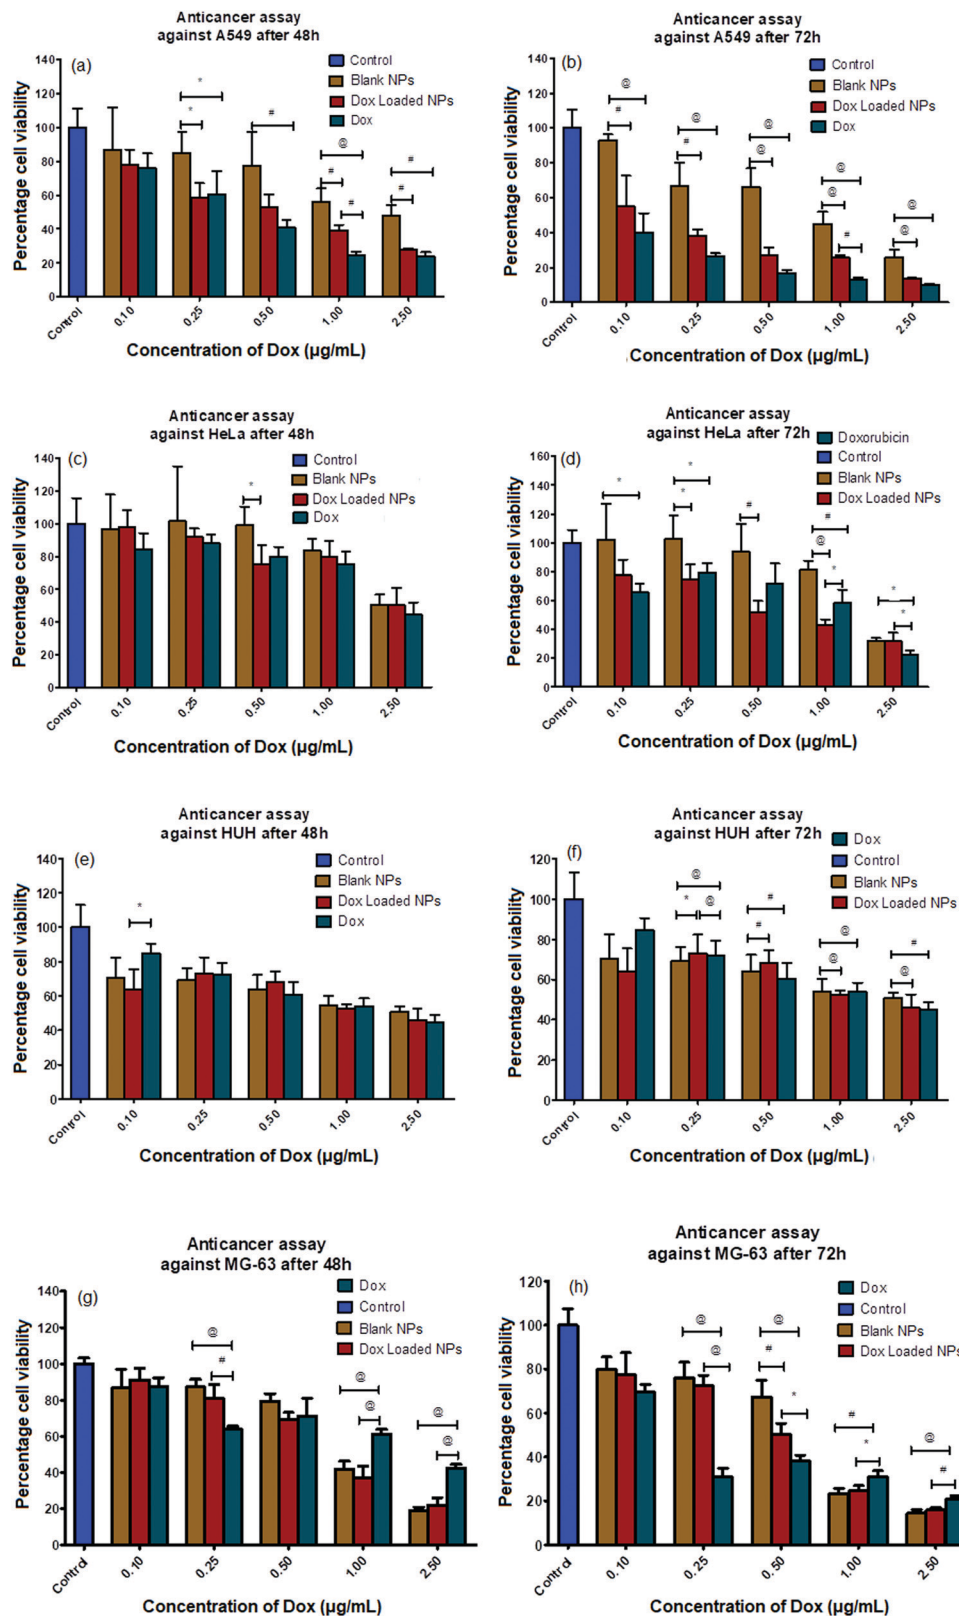 Anticancer assay
against A549 after 48h
(a)
Control
Blank NPs
Dox Loaded NPs
Dox
Percentage cell viability
140
120
100
80
60
40
20
0
* * # @ # # # #
Control 0.10 0.25 0.50 1.00 2.50
Concentration of Dox (µg/mL)
Anticancer assay
against A549 after 72h
(b)
Control
Blank NPs
Dox Loaded NPs
Dox
Percentage cell viability
140
120
100
80
60
40
20
0
@ # @ # @ @ @ @ # @ @
Control 0.10 0.25 0.50 1.00 2.50
Concentration of Dox (µg/mL)
Anticancer assay
against HeLa after 48h
(c)
Control
Blank NPs
Dox Loaded NPs
Dox
Percentage cell viability
140
120
100
80
60
40
20
0
*
Control 0.10 0.25 0.50 1.00 2.50
Concentration of Dox (µg/mL)
Anticancer assay
against HeLa after 72h
(d)
Doxorubicin
Control
Blank NPs
Dox Loaded NPs
Percentage cell viability
160
140
120
100
80
60
40
20
0
* * * # # @ * * *
Control 0.10 0.25 0.50 1.00 2.50
Concentration of Dox (µg/mL)
Anticancer assay
against HUH after 48h
(e)
Control
Blank NPs
Dox Loaded NPs
Dox
Percentage cell viability
140
120
100
80
60
40
20
0
*
Control 0.10 0.25 0.50 1.00 2.50
Concentration of Dox (µg/mL)
Anticancer assay
against HUH after 72h
(f)
Dox
Control
Blank NPs
Dox Loaded NPs
Percentage cell viability
120
100
80
60
40
20
0
@ * @ # # @ @ # @
Control 0.10 0.25 0.50 1.00 2.50
Concentration of Dox (µg/mL)
Anticancer assay
against MG-63 after 48h
(g)
Dox
Control
Blank NPs
Dox Loaded NPs
Percentage cell viability
140
120
100
80
60
40
20
0
@ # @ @ @ @
Control 0.10 0.25 0.50 1.00 2.50
Concentration of Dox (µg/mL)
Anticancer assay
against MG-63 after 72h
(h)
Dox
Control
Blank NPs
Dox Loaded NPs
Percentage cell viability
120
100
80
60
40
20
0
@ @ @ # * # * @ #
Control 0.10 0.25 0.50 1.00 2.50
Concentration of Dox (µg/mL)